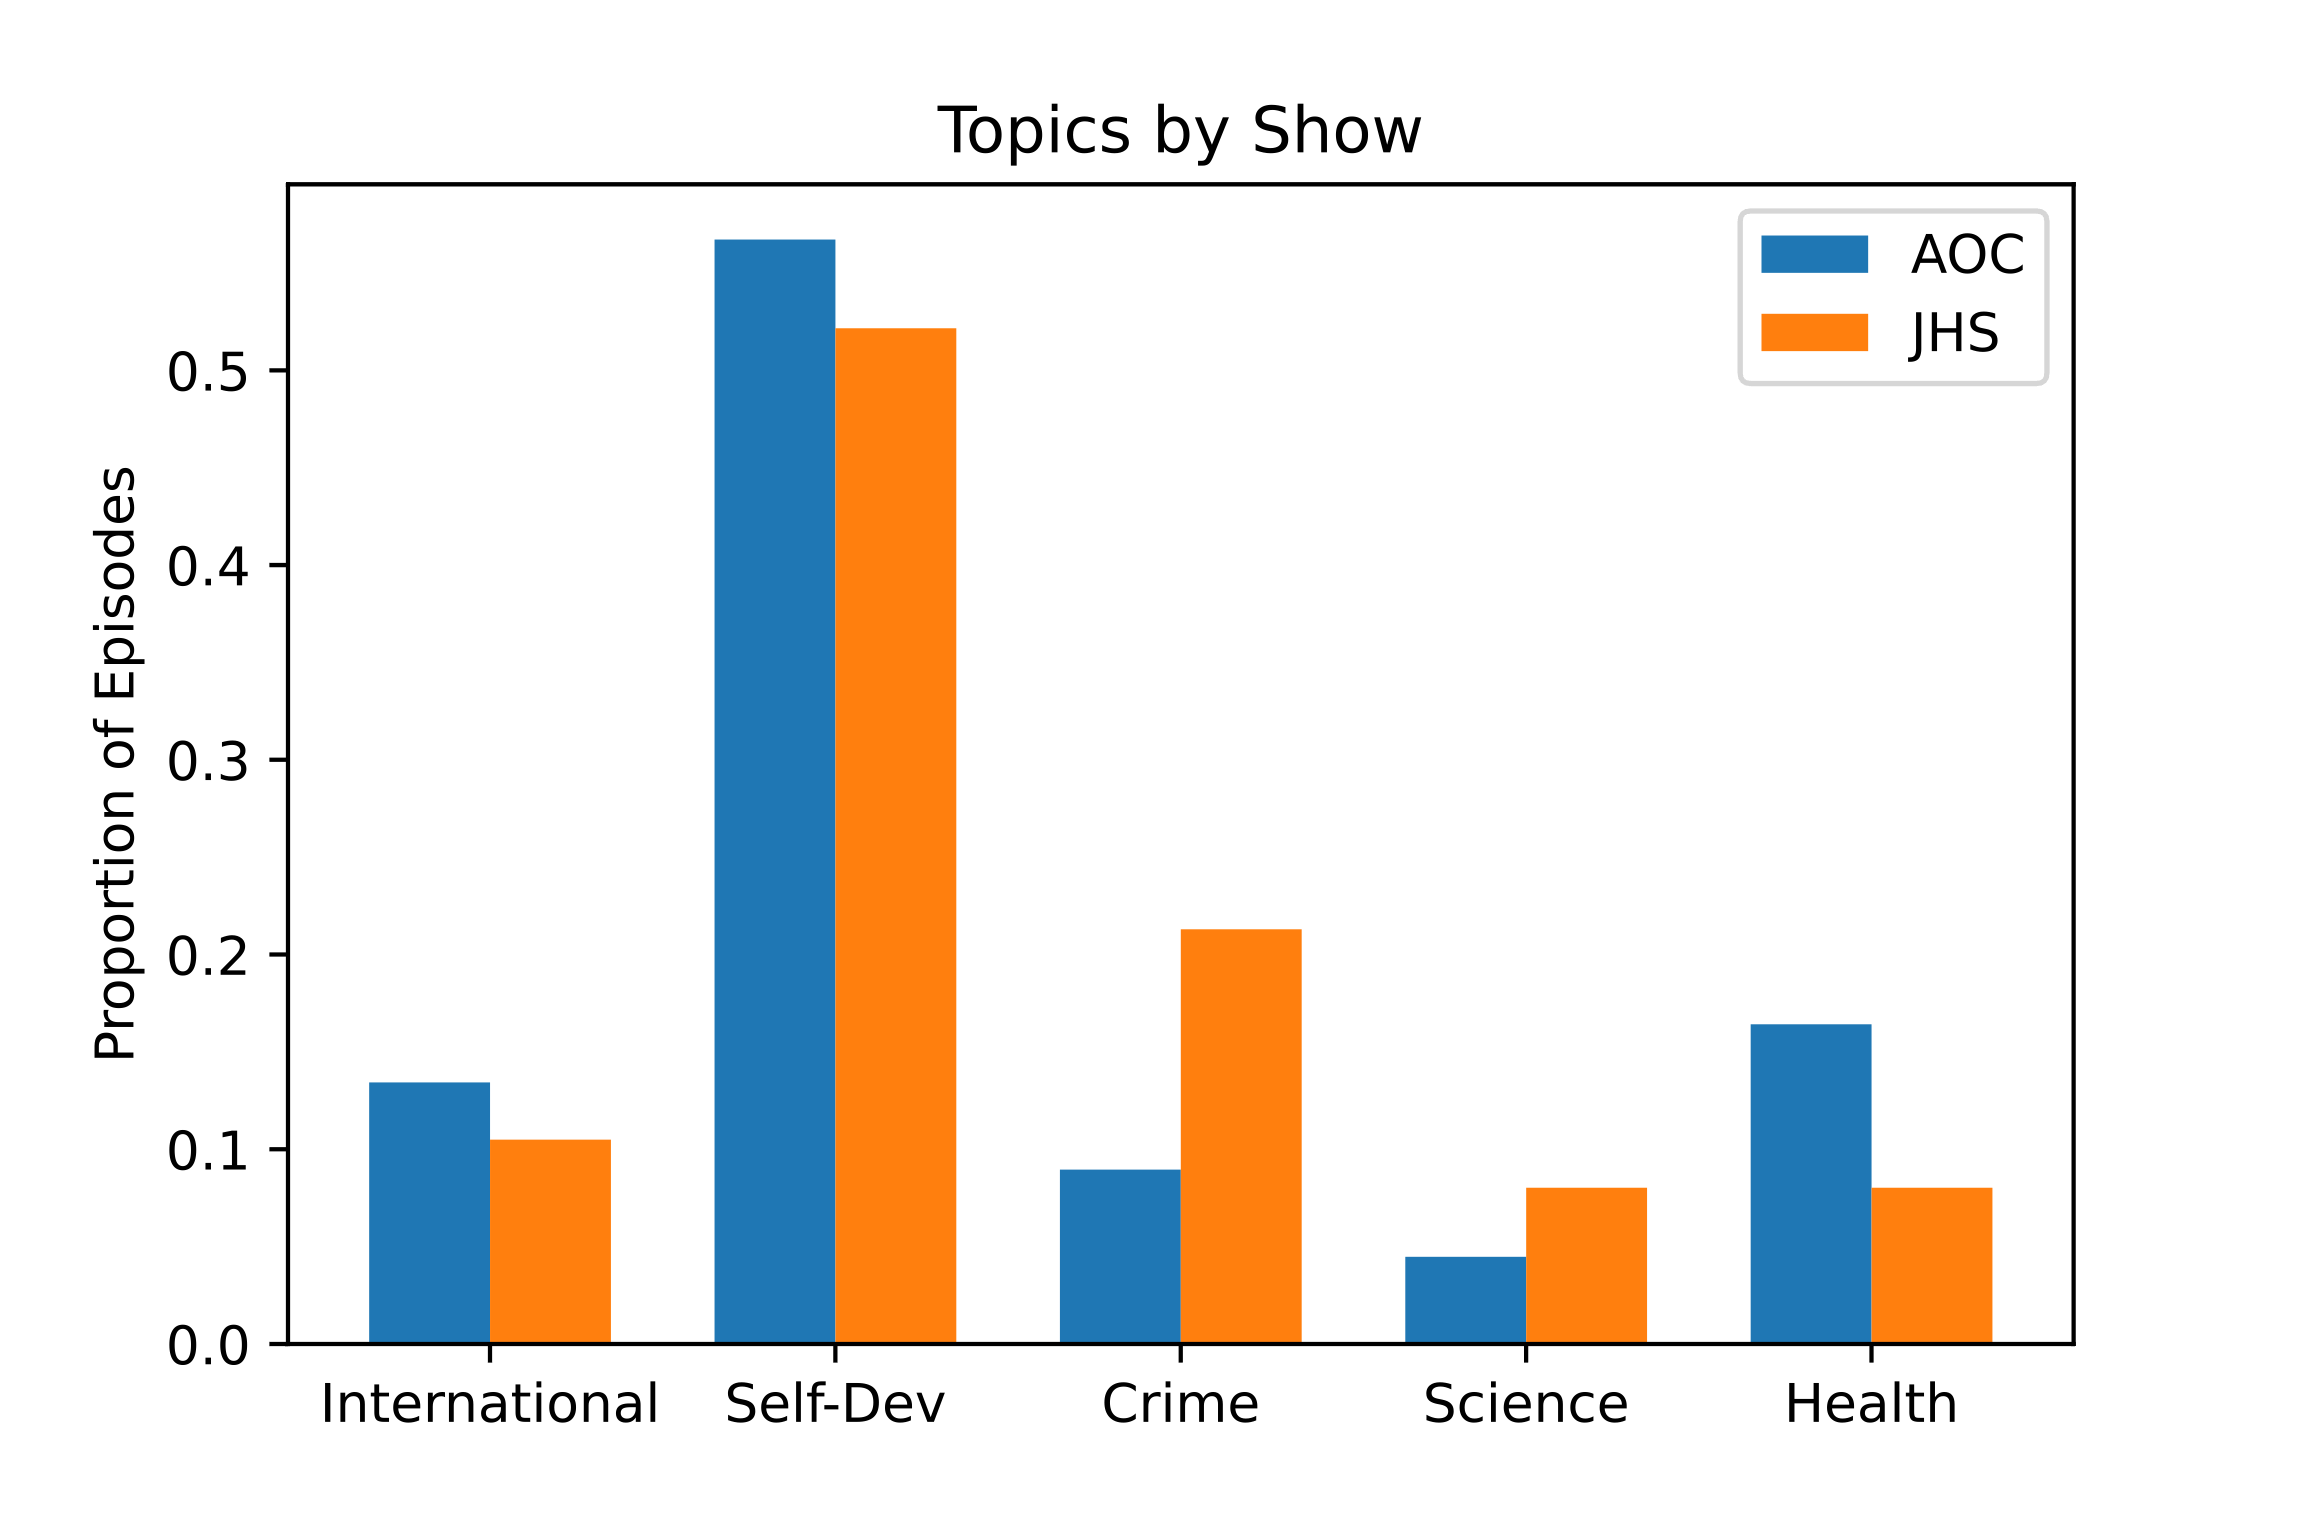 Topics by Show
AOC
JHS
Proportion of Episodes
0.5
0.4
0.3
0.2
0.1
0.0
International
Self-Dev
Crime
Science
Health